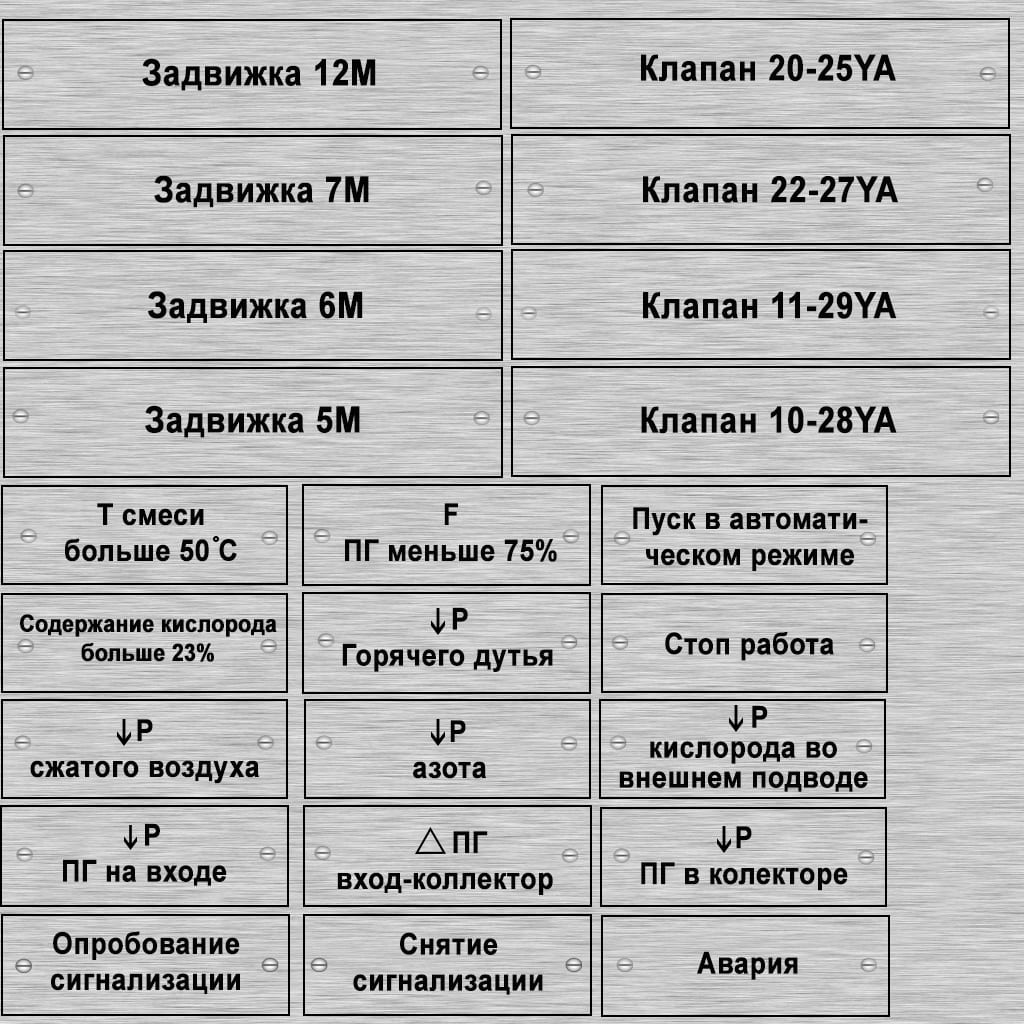 Задвижка 12М
Клапан 20-25YA
Задвижка 7М
Клапан 22-27YA
Задвижка 6М
Клапан 11-29YA
Задвижка 5М
Клапан 10-28YA
Т смеси
больше 50°С
F
ПГ меньше 75%
Пуск в автомати-
ческом режиме
Содержание кислорода
больше 23%
↓Р
Горячего дутья
Стоп работа
↓Р
сжатого воздуха
↓Р
азота
↓Р
кислорода во
внешнем подводе
↓Р
ПГ на входе
△ ПГ
вход-коллектор
↓Р
ПГ в колекторе
Опробование
сигнализации
Снятие
сигнализации
Авария